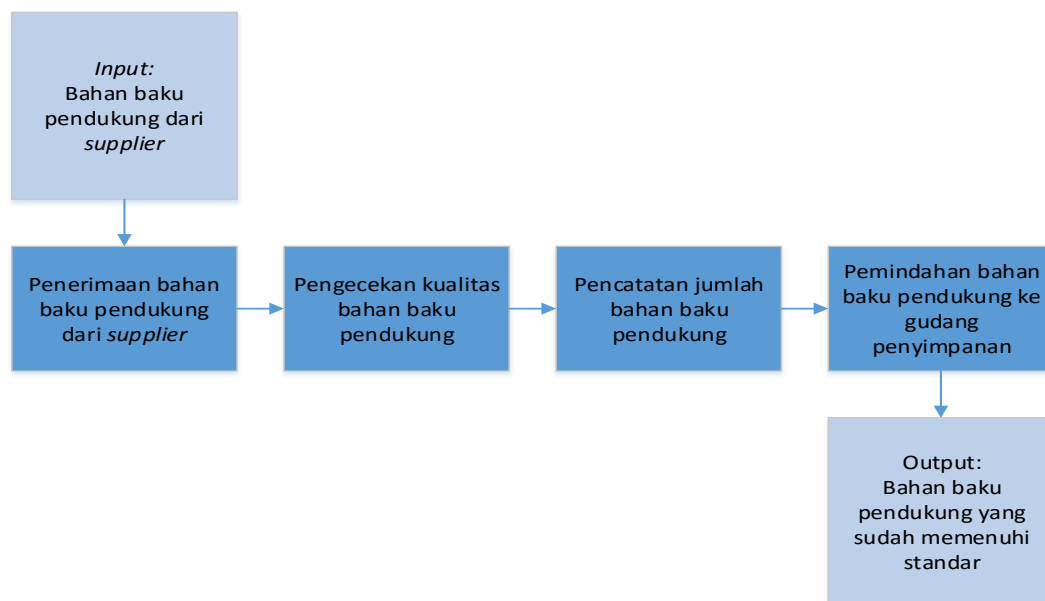 Input:
Bahan baku
pendukung dari
supplier
Penerimaan bahan
baku pendukung
dari supplier
Pengecekan kualitas
bahan baku
pendukung
Pencatatan jumlah
bahan baku
pendukung
Pemindahan bahan
baku pendukung ke
gudang
penyimpanan
Output:
Bahan baku
pendukung yang
sudah memenuhi
standar